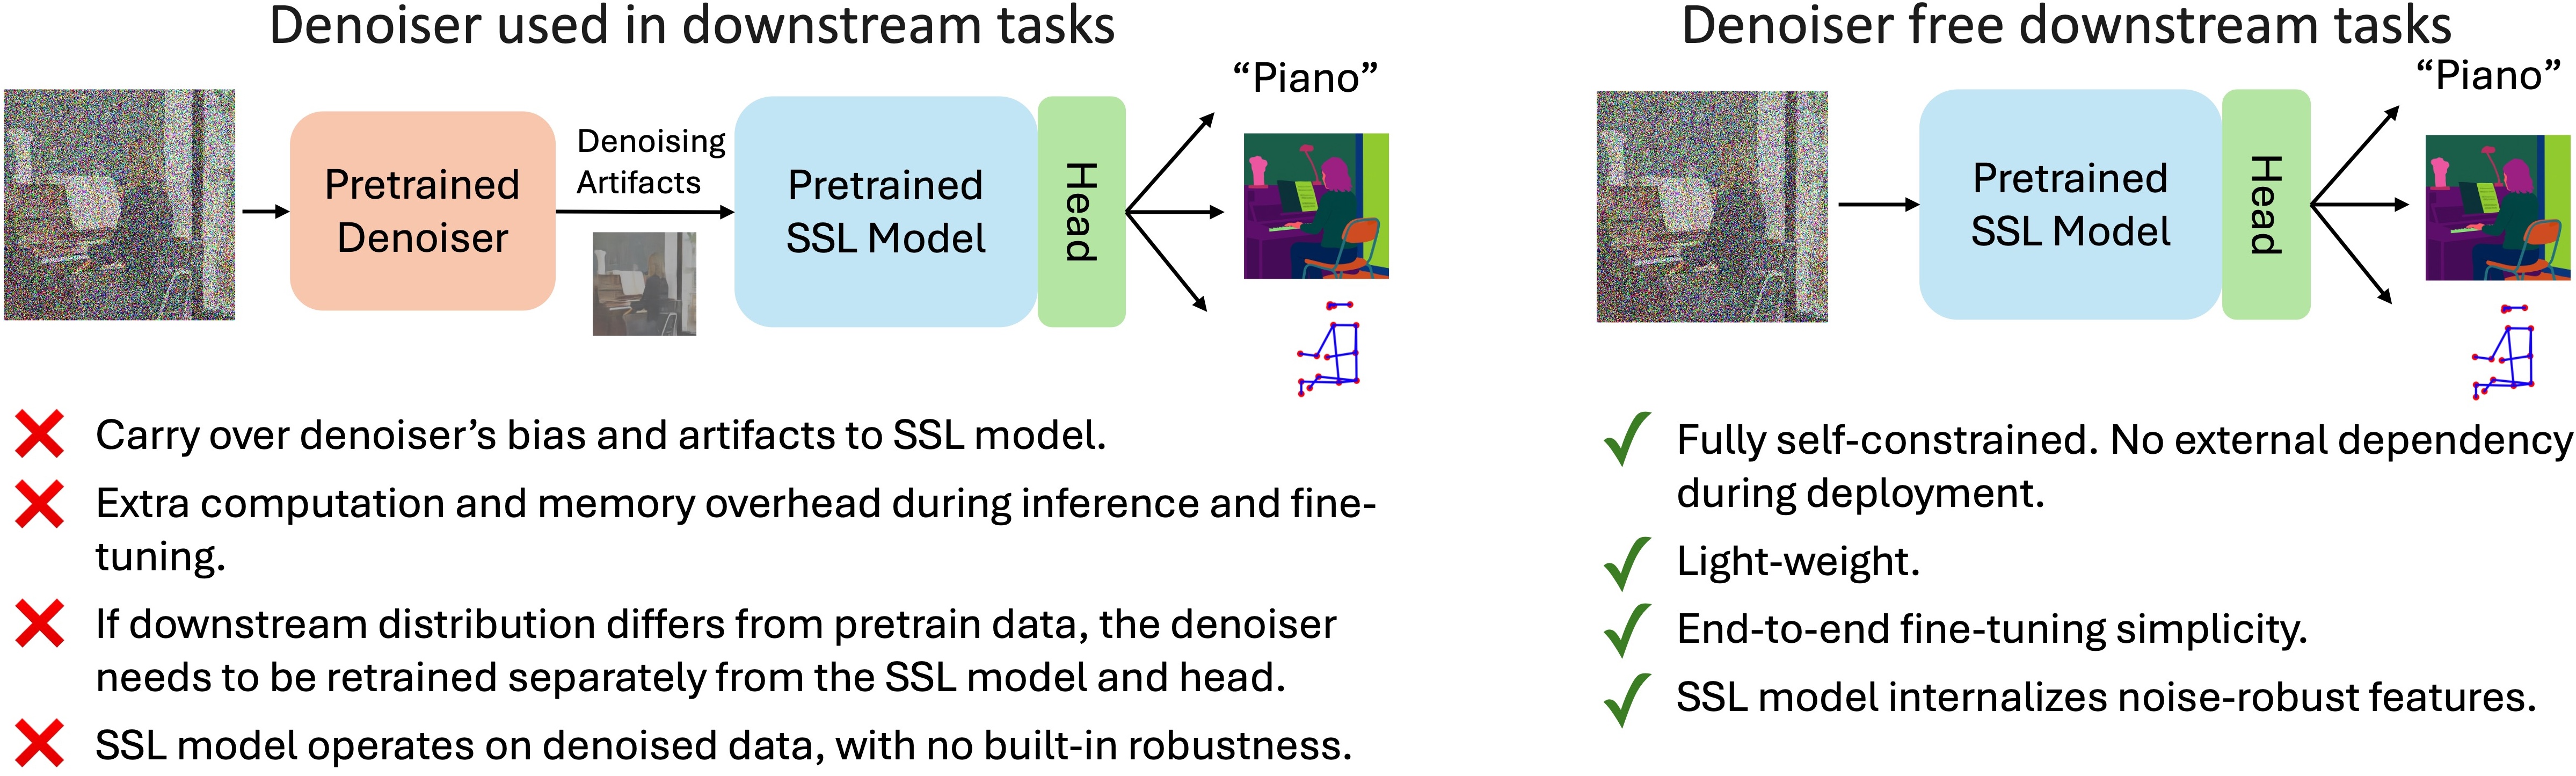 Denoiser used in downstream tasks
Pretrained
Denoiser
Denoising
Artifacts
Pretrained
SSL Model
Head
“Piano”
Carry over denoiser’s bias and artifacts to SSL model.
Extra computation and memory overhead during inference and fine-
tuning.
If downstream distribution differs from pretrain data, the denoiser
needs to be retrained separately from the SSL model and head.
SSL model operates on denoised data, with no built-in robustness.
Denoiser free downstream tasks
Pretrained
SSL Model
Head
“Piano”
Fully self-constrained. No external dependency
during deployment.
Light-weight.
End-to-end fine-tuning simplicity.
SSL model internalizes noise-robust features.